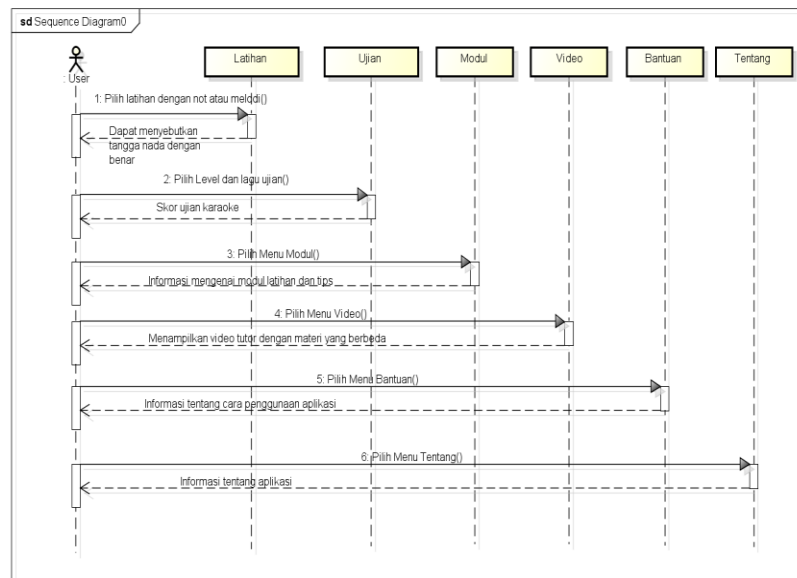 sd Sequence Diagram0
: User
Latihan
Ujian
Modul
Video
Bantuan
Tentang
1: Pilih latihan dengan not atau melodi()
Dapat menyebutkan
tangga nada dengan
benar
2: Pilih Level dan lagu ujian()
Skor ujian karaoke
3: Pilih Menu Modul()
Informasi mengenai modul latihan dan tips
4: Pilih Menu Video()
Menampilkan video tutor dengan materi yang berbeda
5: Pilih Menu Bantuan()
Informasi tentang cara penggunaan aplikasi
6: Pilih Menu Tentang()
Informasi tentang aplikasi